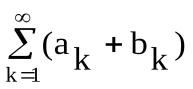 ∞
∑(a_k + b_k)
k=1